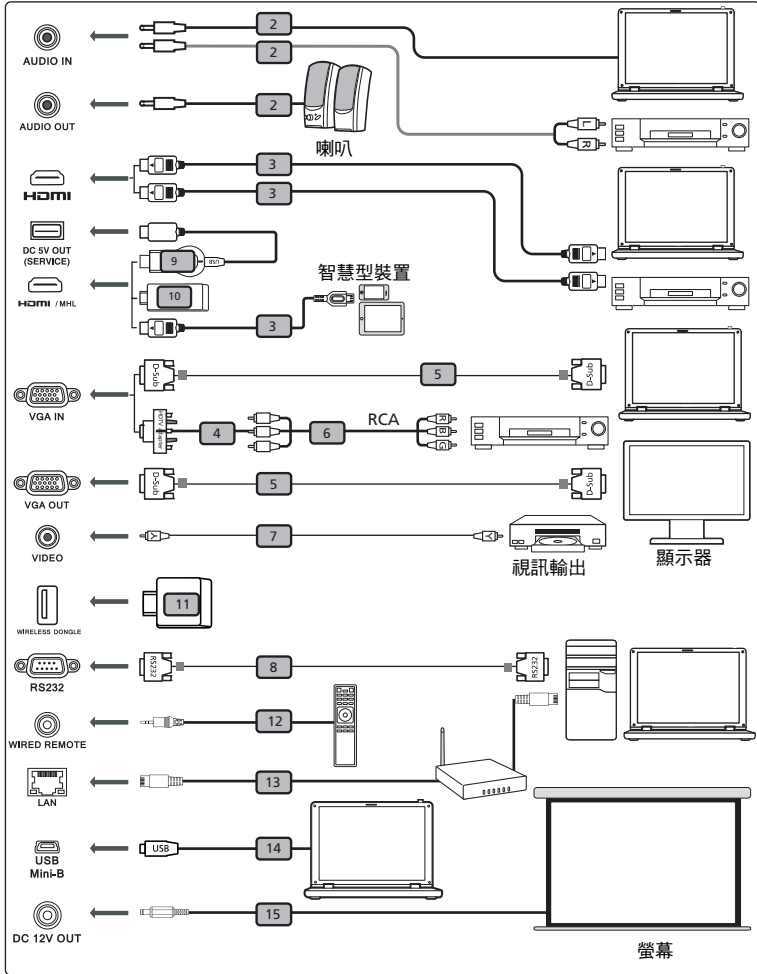 2
2
AUDIO IN
2
AUDIO OUT
喇叭
L
R
3
3
HDMI
DC 5V OUT
(SERVICE)
9
USB
HDMI / MHL
10
智慧型裝置
3
D-Sub
5
D-Sub
VGA IN
HDTV adapter
4
6
RCA
R
B
G
D-Sub
5
D-Sub
VGA OUT
Y
7
Y
VIDEO
視訊輸出
顯示器
11
WIRELESS DONGLE
RS232
8
RS232
RS232
12
WIRED REMOTE
13
LAN
USB
14
USB
Mini-B
15
DC 12V OUT
螢幕